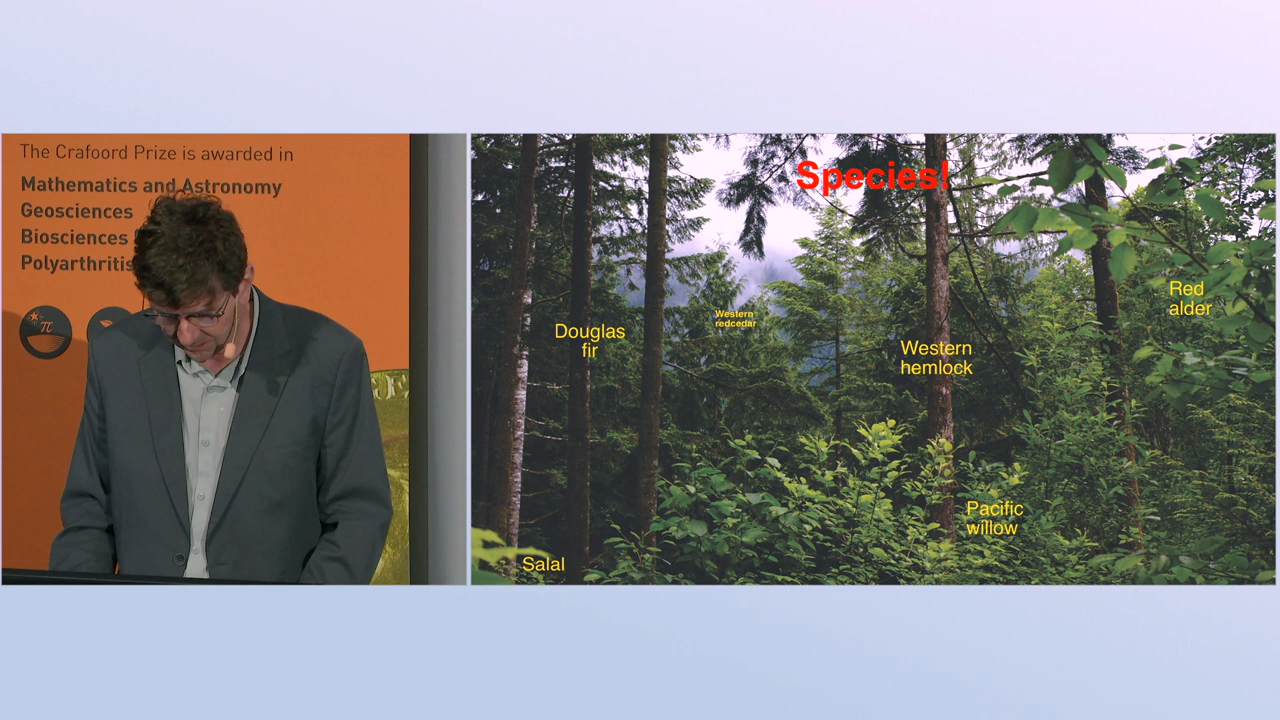 The Crafoord Prize is awarded in
Mathematics and Astronomy
Geosciences
Biosciences
Polyarthritis
π
Species!
Red
alder
Western
redcedar
Douglas
fir
Western
hemlock
Pacific
willow
Salal